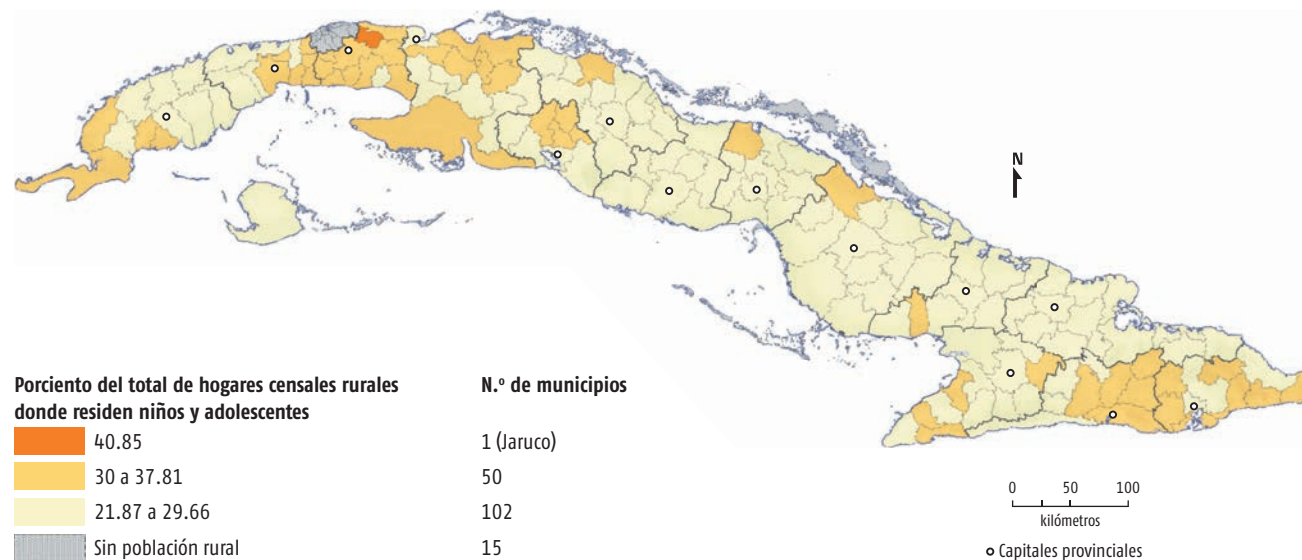 N
Porciento del total de hogares censales rurales
donde residen niños y adolescentes
N.º de municipios
40.85
1 (Jaruco)
30 a 37.81
50
21.87 a 29.66
102
Sin población rural
15
0 50 100
kilómetros
Capitales provinciales